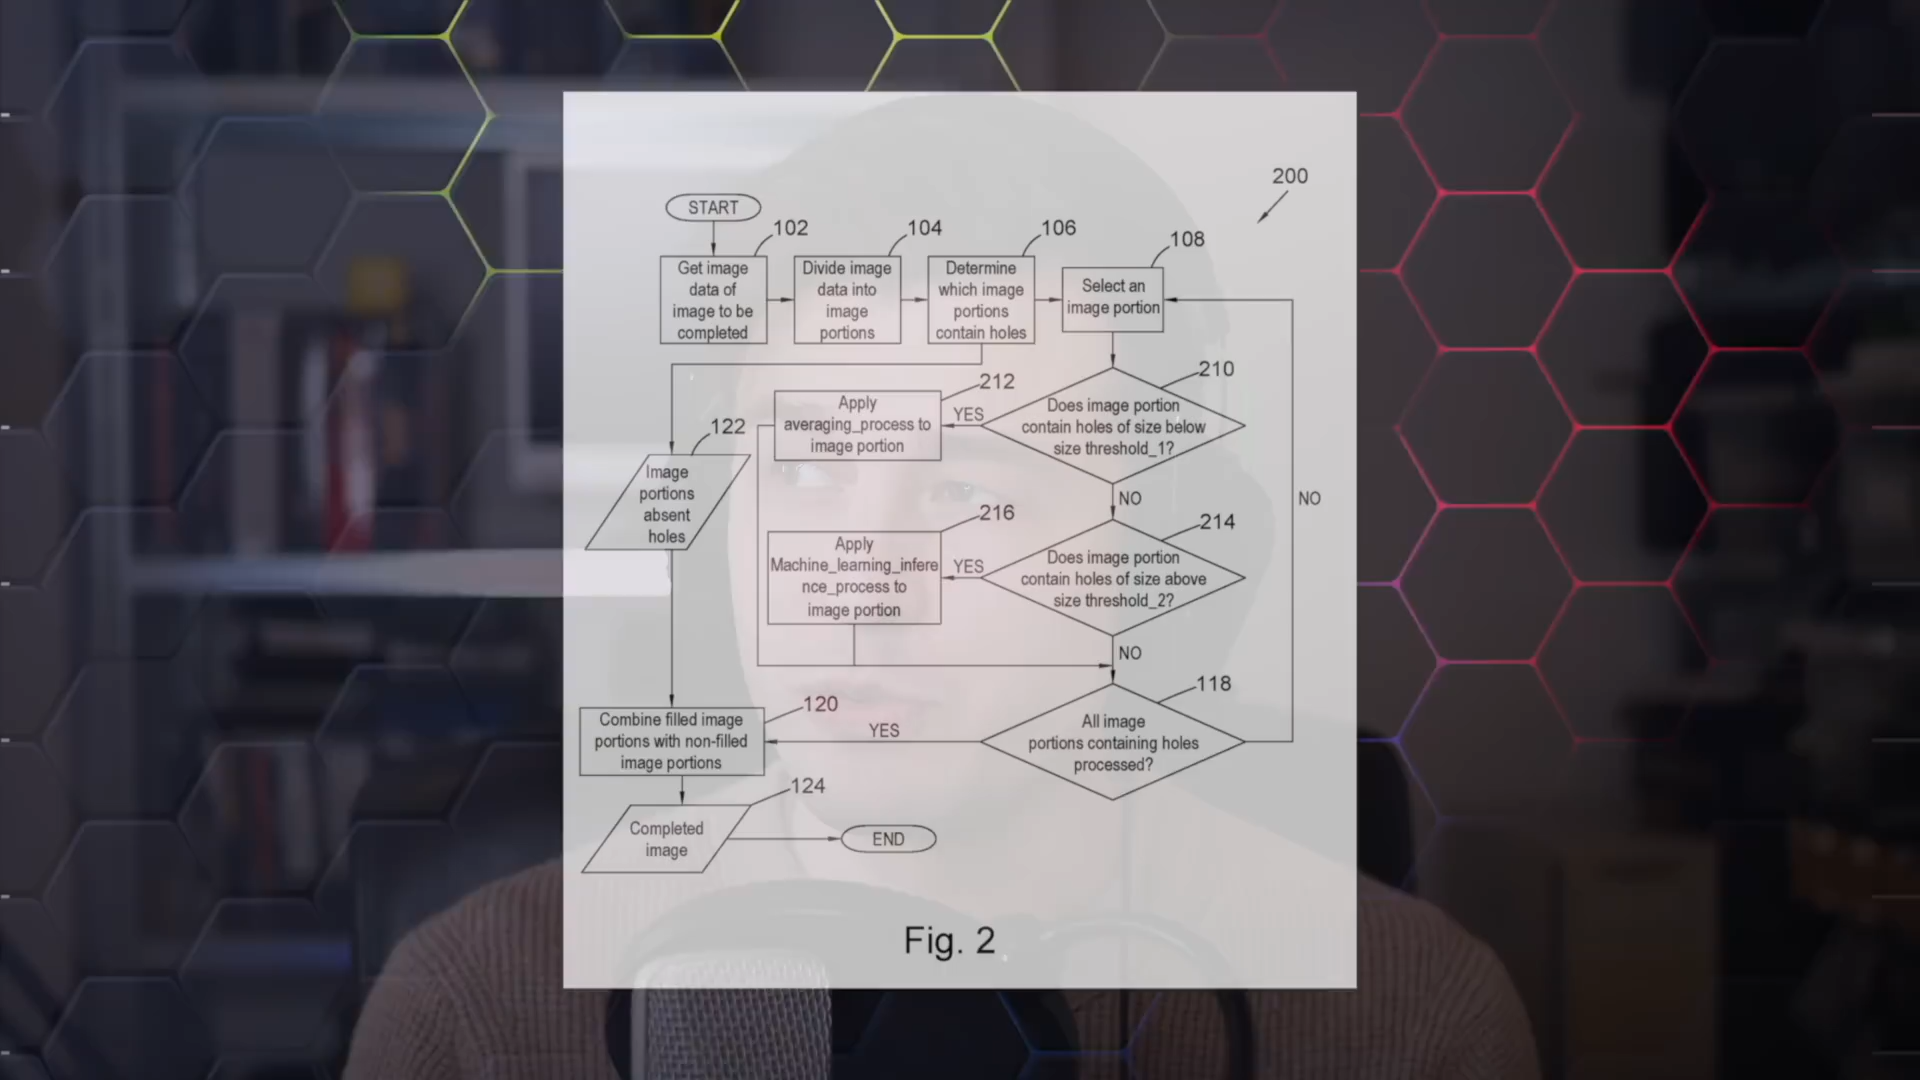 200
START
102
104
106
108
Get image
data of
image to be
completed
Divide image
data into
image
portions
Determine
which image
portions
contain holes
Select an
image portion
210
Does image portion
contain holes of size below
size threshold_1?
212
YES
Apply
averaging_process to
image portion
122
Image
portions
absent
holes
NO
NO
214
Does image portion
contain holes of size above
size threshold_2?
216
YES
Apply
Machine_learning_infere
nce_process to
image portion
NO
118
All image
portions containing holes
processed?
YES
120
Combine filled image
portions with non-filled
image portions
124
Completed
image
END
Fig. 2